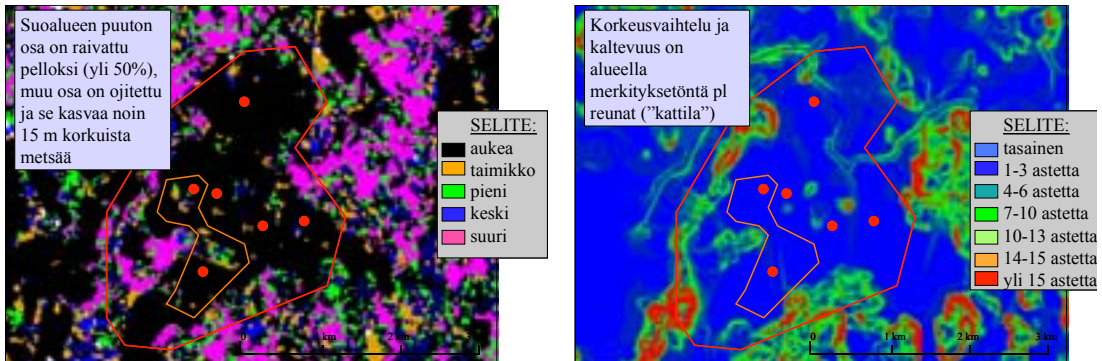 Suoalueen puuton
osa on raivattu
pelloksi (yli 50%),
muu osa on ojitettu
ja se kasvaa noin
15 m korkuista
metsää
SELITE:
aukea
taimikko
pieni
keski
suuri
0
1 km
2 km
3 km
Korkeusvaihtelu ja
kaltevuus on
alueella
merkityksetöntä pl
reunat (”kattila”)
SELITE:
tasainen
1-3 astetta
4-6 astetta
7-10 astetta
10-13 astetta
14-15 astetta
yli 15 astetta
0
1 km
2 km
3 km